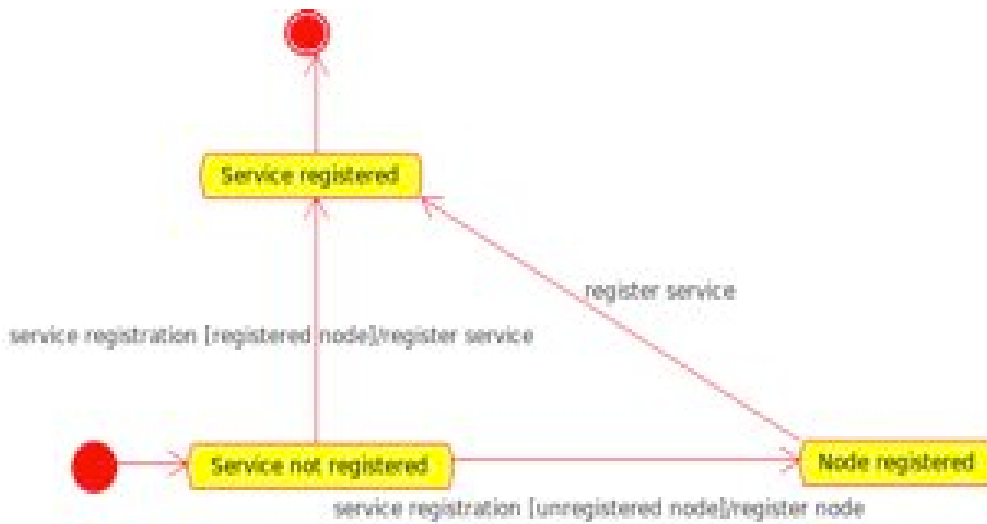 Service registered
register service
service registration [registered node]/register service
Service not registered
Node registered
service registration [unregistered node]/register node